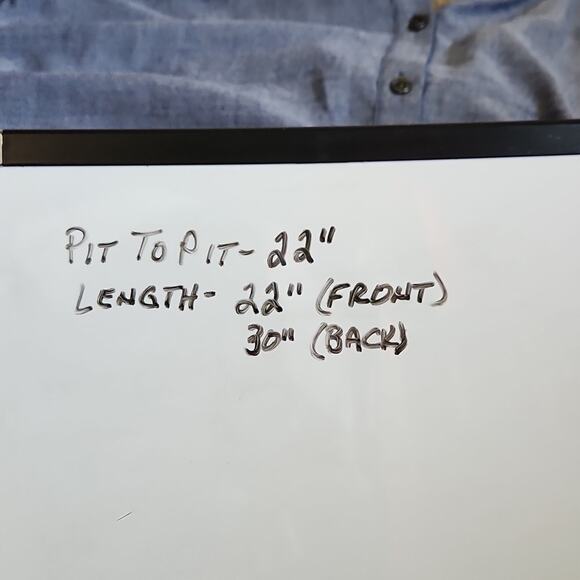 PIT TO PIT- 22"
LENGTH- 22" (FRONT)
30" (BACK)